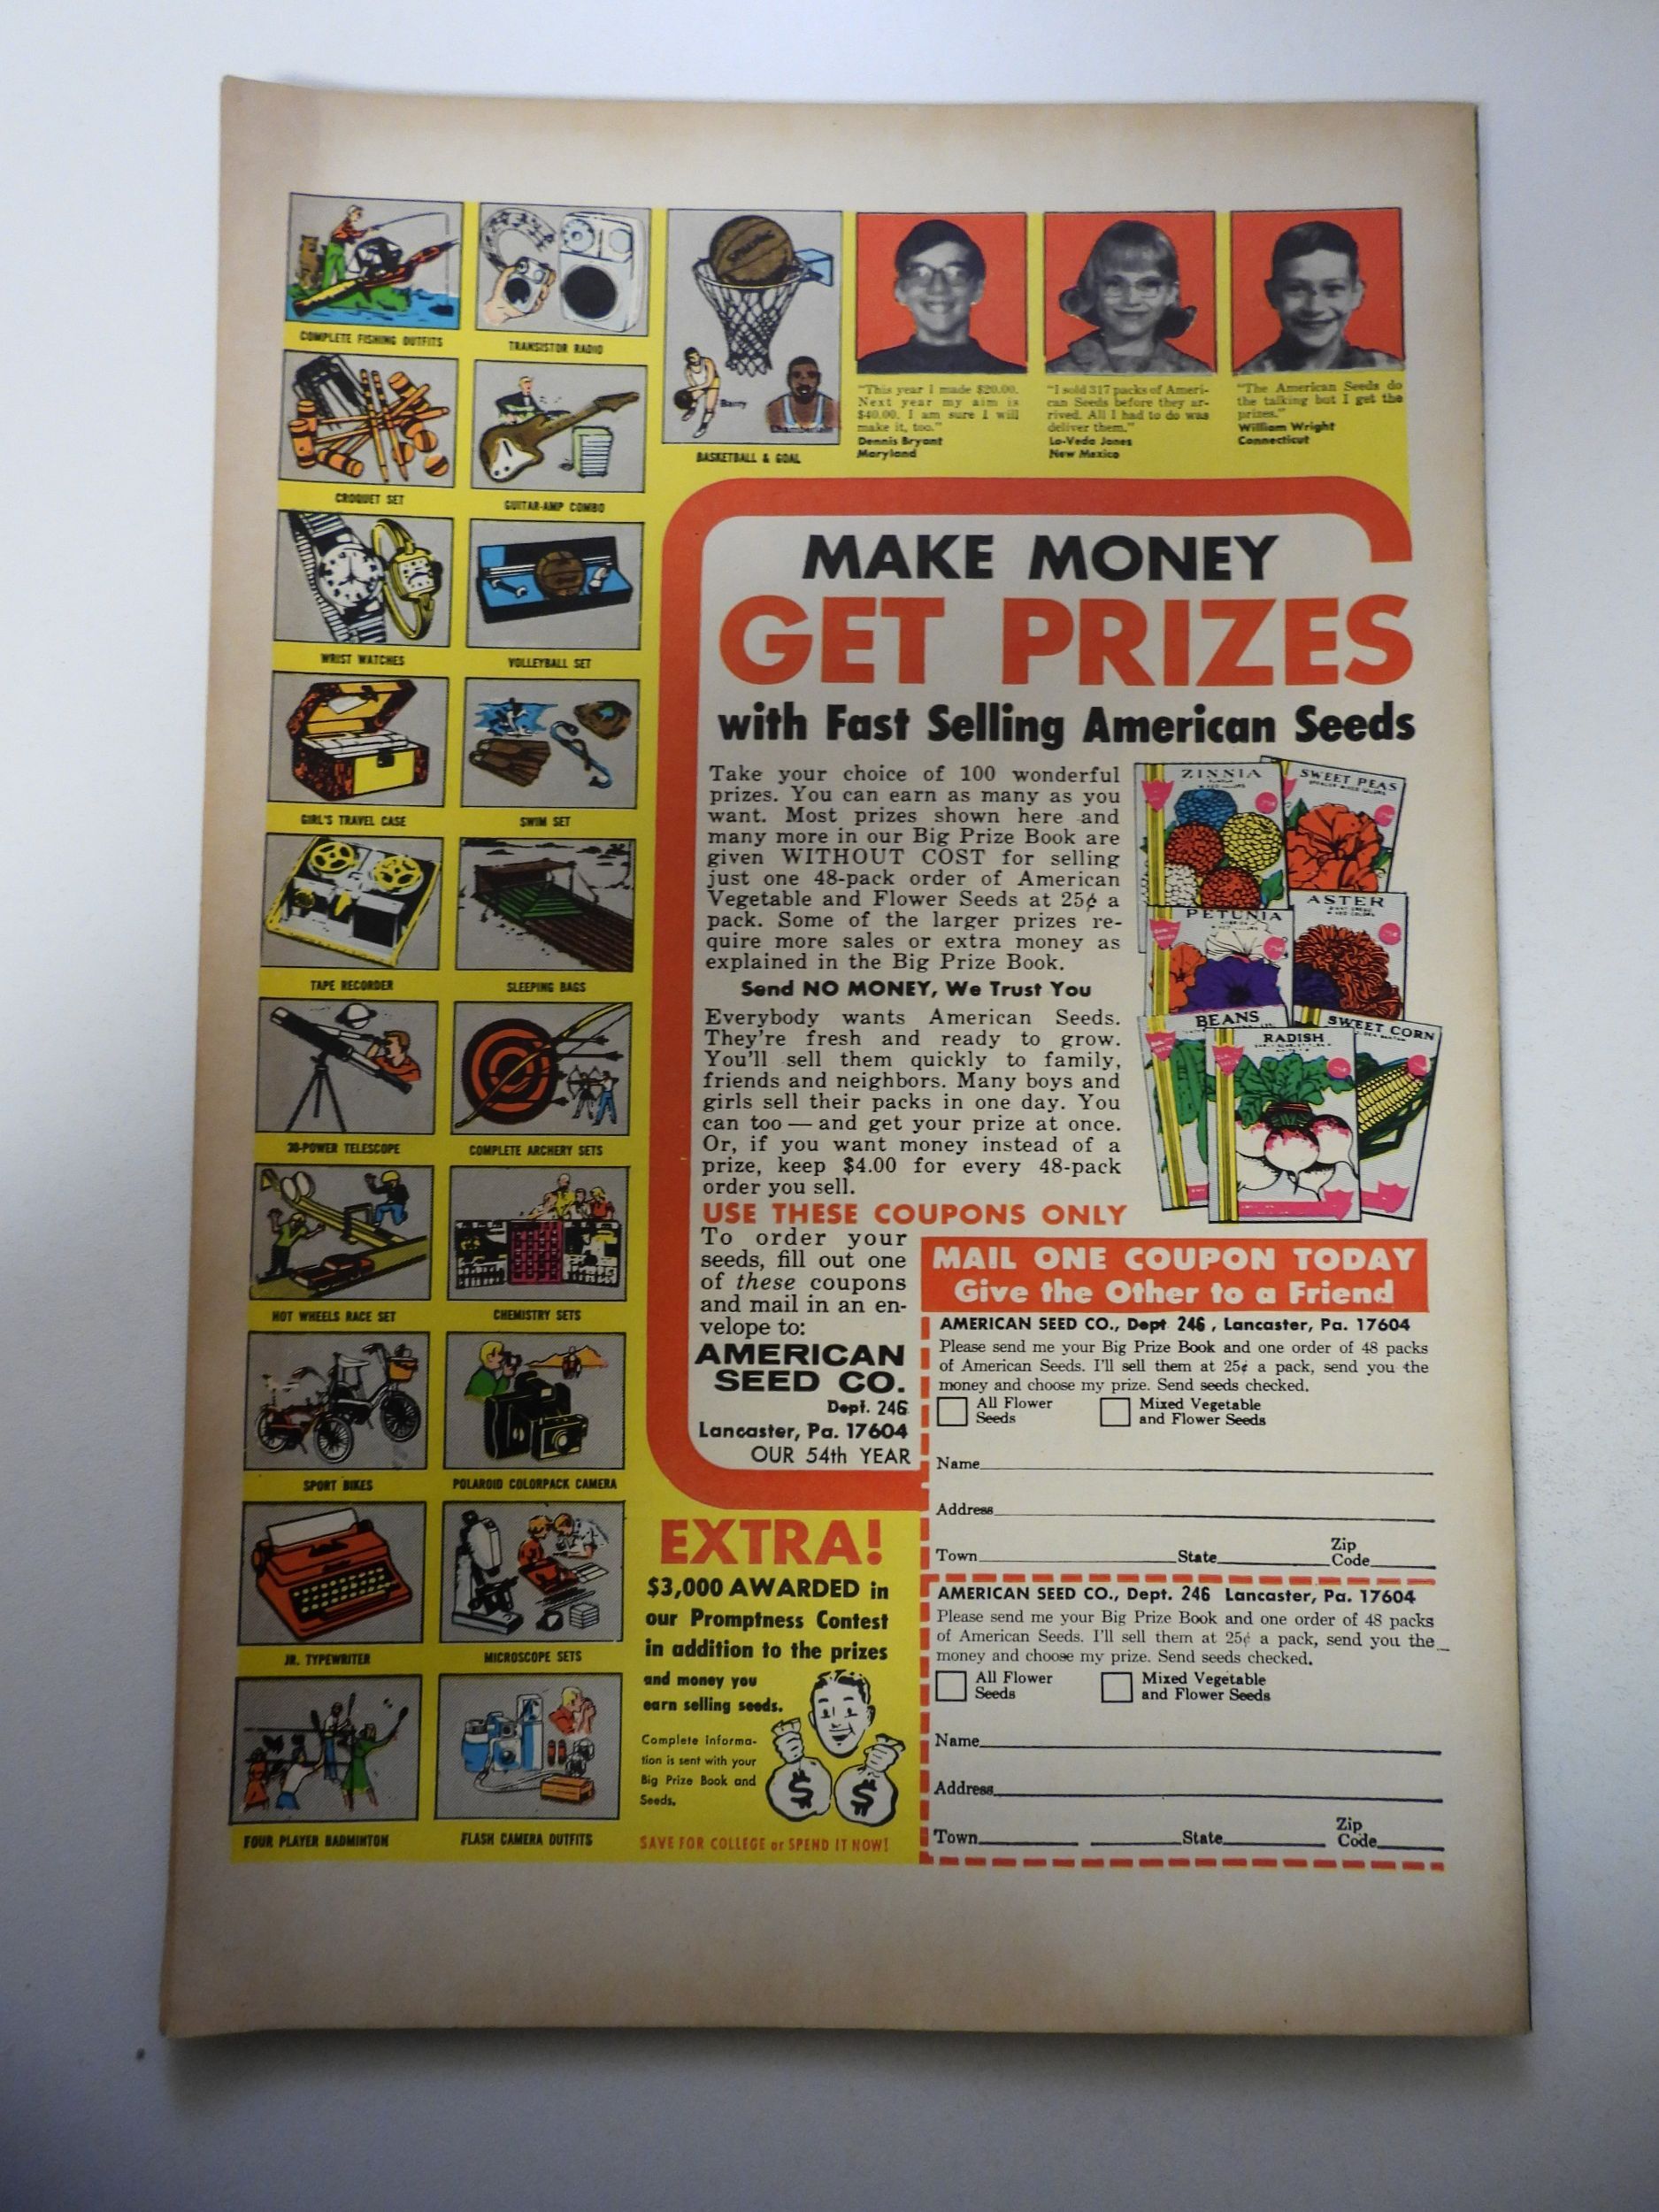 COMPLETE FISHING OUTFITS
TRANSISTOR RADIO
CROQUET SET
GUITAR-AMP COMBO
WRIST WATCHES
VOLLEYBALL SET
GIRL'S TRAVEL CASE
SWIM SET
TAPE RECORDER
SLEEPING BAGS
30-POWER TELESCOPE
COMPLETE ARCHERY SETS
HOT WHEELS RACE SET
CHEMISTRY SETS
SPORT BIKES
POLAROID COLORPACK CAMERA
JR. TYPEWRITER
MICROSCOPE SETS
FOUR PLAYER BADMINTON
FLASH CAMERA OUTFITS
SPALDING
Barry
Chamberlain
BASKETBALL & GOAL
"This year I made $20.00.
Next year my aim is
$40.00. I am sure I will
make it, too."
Dennis Bryant
Maryland
"I sold 317 packs of Ameri-
can Seeds before they ar-
rived. All I had to do was
deliver them."
La-Veda Jones
New Mexico
"The American Seeds do
the talking but I get the
prizes."
William Wright
Connecticut
MAKE MONEY
GET PRIZES
with Fast Selling American Seeds
Take your choice of 100 wonderful
prizes. You can earn as many as you
want. Most prizes shown here and
many more in our Big Prize Book are
given WITHOUT COST for selling
just one 48-pack order of American
Vegetable and Flower Seeds at 25¢ a
pack. Some of the larger prizes re-
quire more sales or extra money as
explained in the Big Prize Book.
Send NO MONEY, We Trust You
Everybody wants American Seeds.
They're fresh and ready to grow.
You'll sell them quickly to family,
friends and neighbors. Many boys and
girls sell their packs in one day. You
can too — and get your prize at once.
Or, if you want money instead of a
prize, keep $4.00 for every 48-pack
order you sell.
ZINNIA
SWEET PEAS
PETUNIA
ASTER
BEANS
RADISH
SWEET CORN
USE THESE COUPONS ONLY
To order your
seeds, fill out one
of these coupons
and mail in an en-
velope to:
AMERICAN
SEED CO.
Dept. 246
Lancaster, Pa. 17604
OUR 54th YEAR
EXTRA!
$3,000 AWARDED in
our Promptness Contest
in addition to the prizes
and money you
earn selling seeds.
Complete informa-
tion is sent with your
Big Prize Book and
Seeds.
$ $
SAVE FOR COLLEGE or SPEND IT NOW!
MAIL ONE COUPON TODAY
Give the Other to a Friend
AMERICAN SEED CO., Dept 246, Lancaster, Pa. 17604
Please send me your Big Prize Book and one order of 48 packs
of American Seeds. I'll sell them at 25¢ a pack, send you the
money and choose my prize. Send seeds checked.
All Flower Seeds
Mixed Vegetable and Flower Seeds
Name
Address
Town State Zip Code
AMERICAN SEED CO., Dept. 246 Lancaster, Pa. 17604
Please send me your Big Prize Book and one order of 48 packs
of American Seeds. I'll sell them at 25¢ a pack, send you the
money and choose my prize. Send seeds checked.
All Flower Seeds
Mixed Vegetable and Flower Seeds
Name
Address
Town State Zip Code